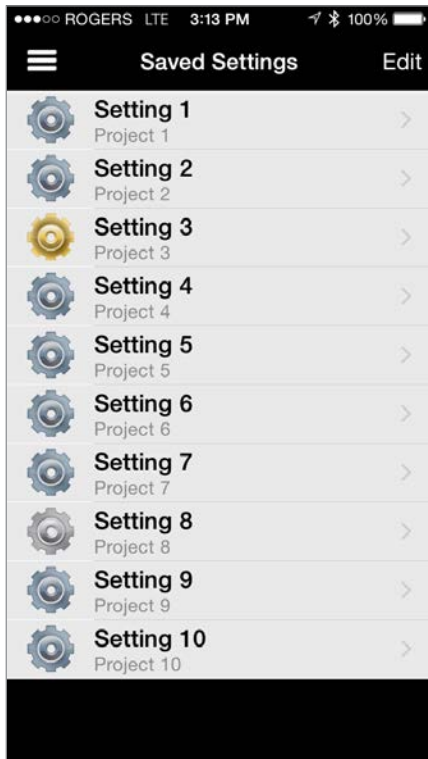 ROGERS LTE 3:13 PM 100%
Saved Settings Edit
Setting 1
Project 1
Setting 2
Project 2
Setting 3
Project 3
Setting 4
Project 4
Setting 5
Project 5
Setting 6
Project 6
Setting 7
Project 7
Setting 8
Project 8
Setting 9
Project 9
Setting 10
Project 10